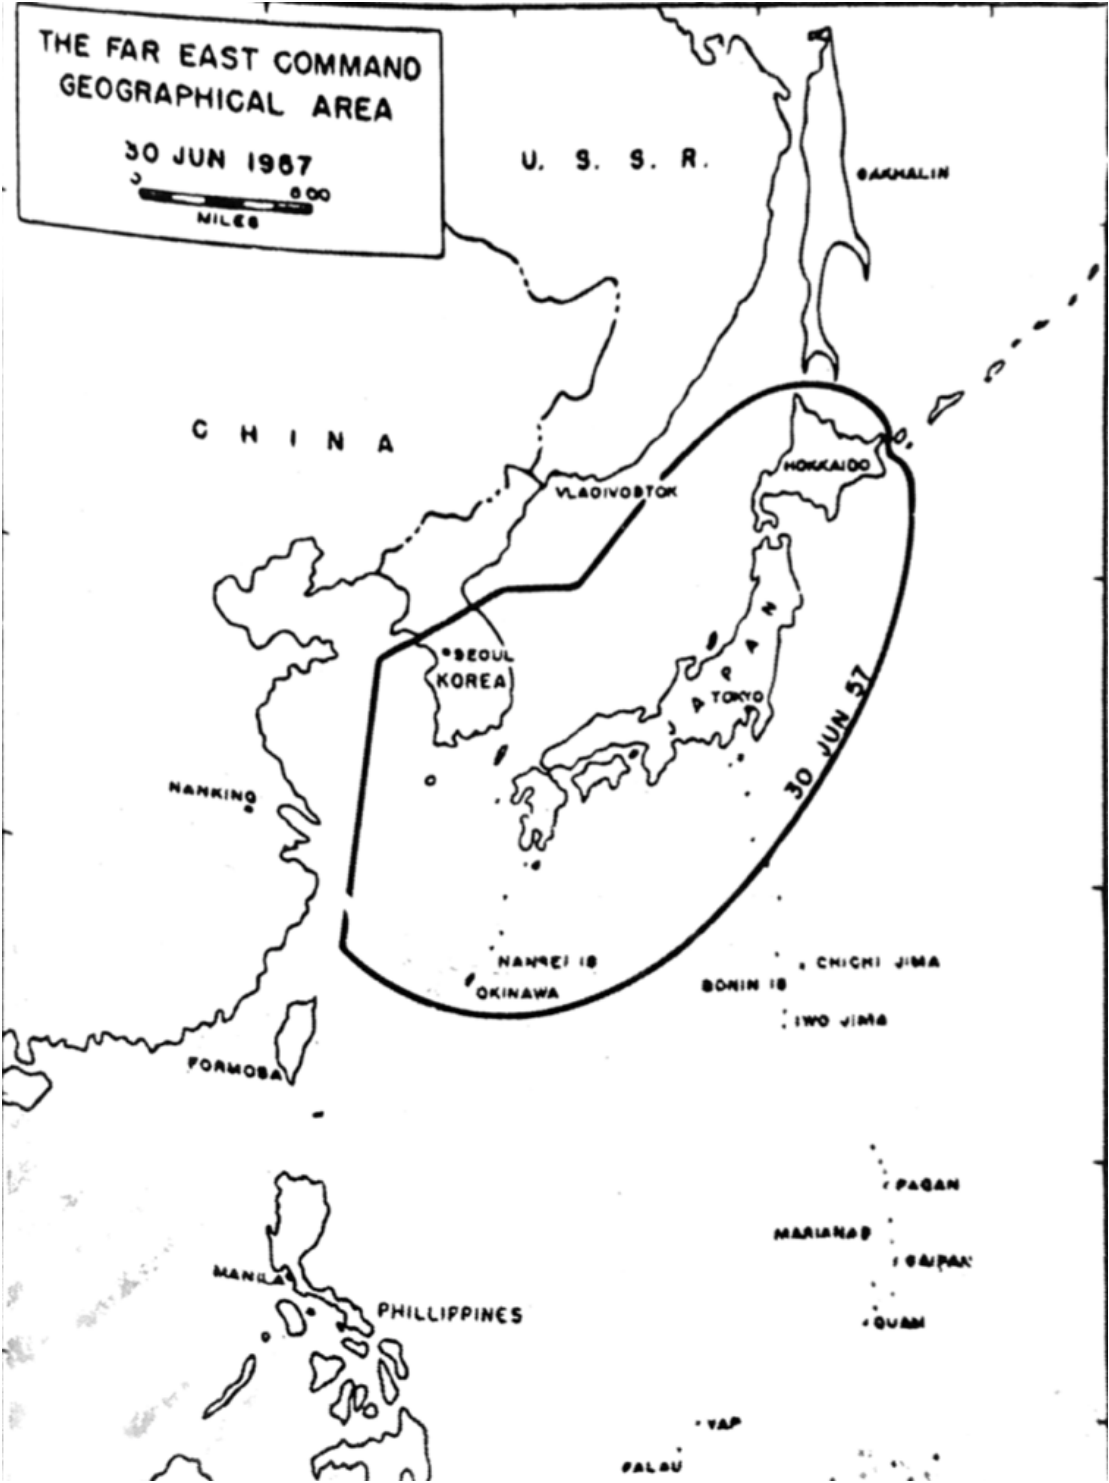 THE FAR EAST COMMAND
GEOGRAPHICAL AREA
30 JUN 1957
0 600
MILES
U. S. S. R.
SAKHALIN
CHINA
HOKKAIDO
VLADIVOSTOK
SEOUL
KOREA
JAPAN
TOKYO
30 JUN 57
NANKING
NANSEI IS
OKINAWA
CHICHI JIMA
BONIN IS
IWO JIMA
FORMOSA
PAGAN
MARIANAS
SAIPAN
GUAM
MANILA
PHILLIPPINES
YAP
PALAU